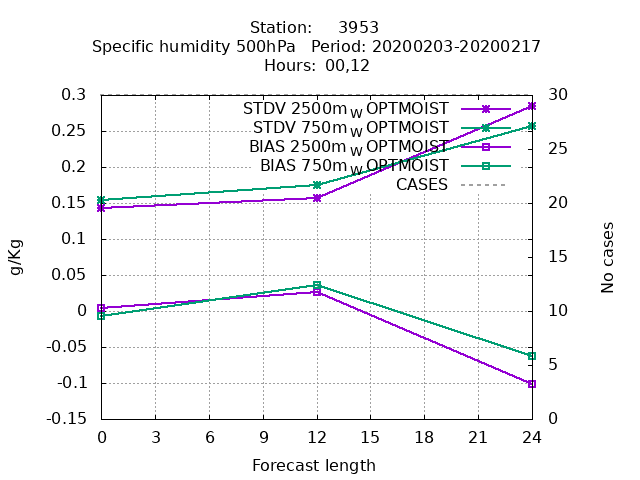 Station: 3953
Specific humidity 500hPa Period: 20200203-20200217
Hours: 00,12
0.3
0.25
0.2
0.15
0.1
0.05
0
-0.05
-0.1
-0.15
g/Kg
STDV 2500m_W OPTMOIST
STDV 750m_W OPTMOIST
BIAS 2500m_W OPTMOIST
BIAS 750m_W OPTMOIST
CASES
30
25
20
15
10
5
0
No cases
0 3 6 9 12 15 18 21 24
Forecast length